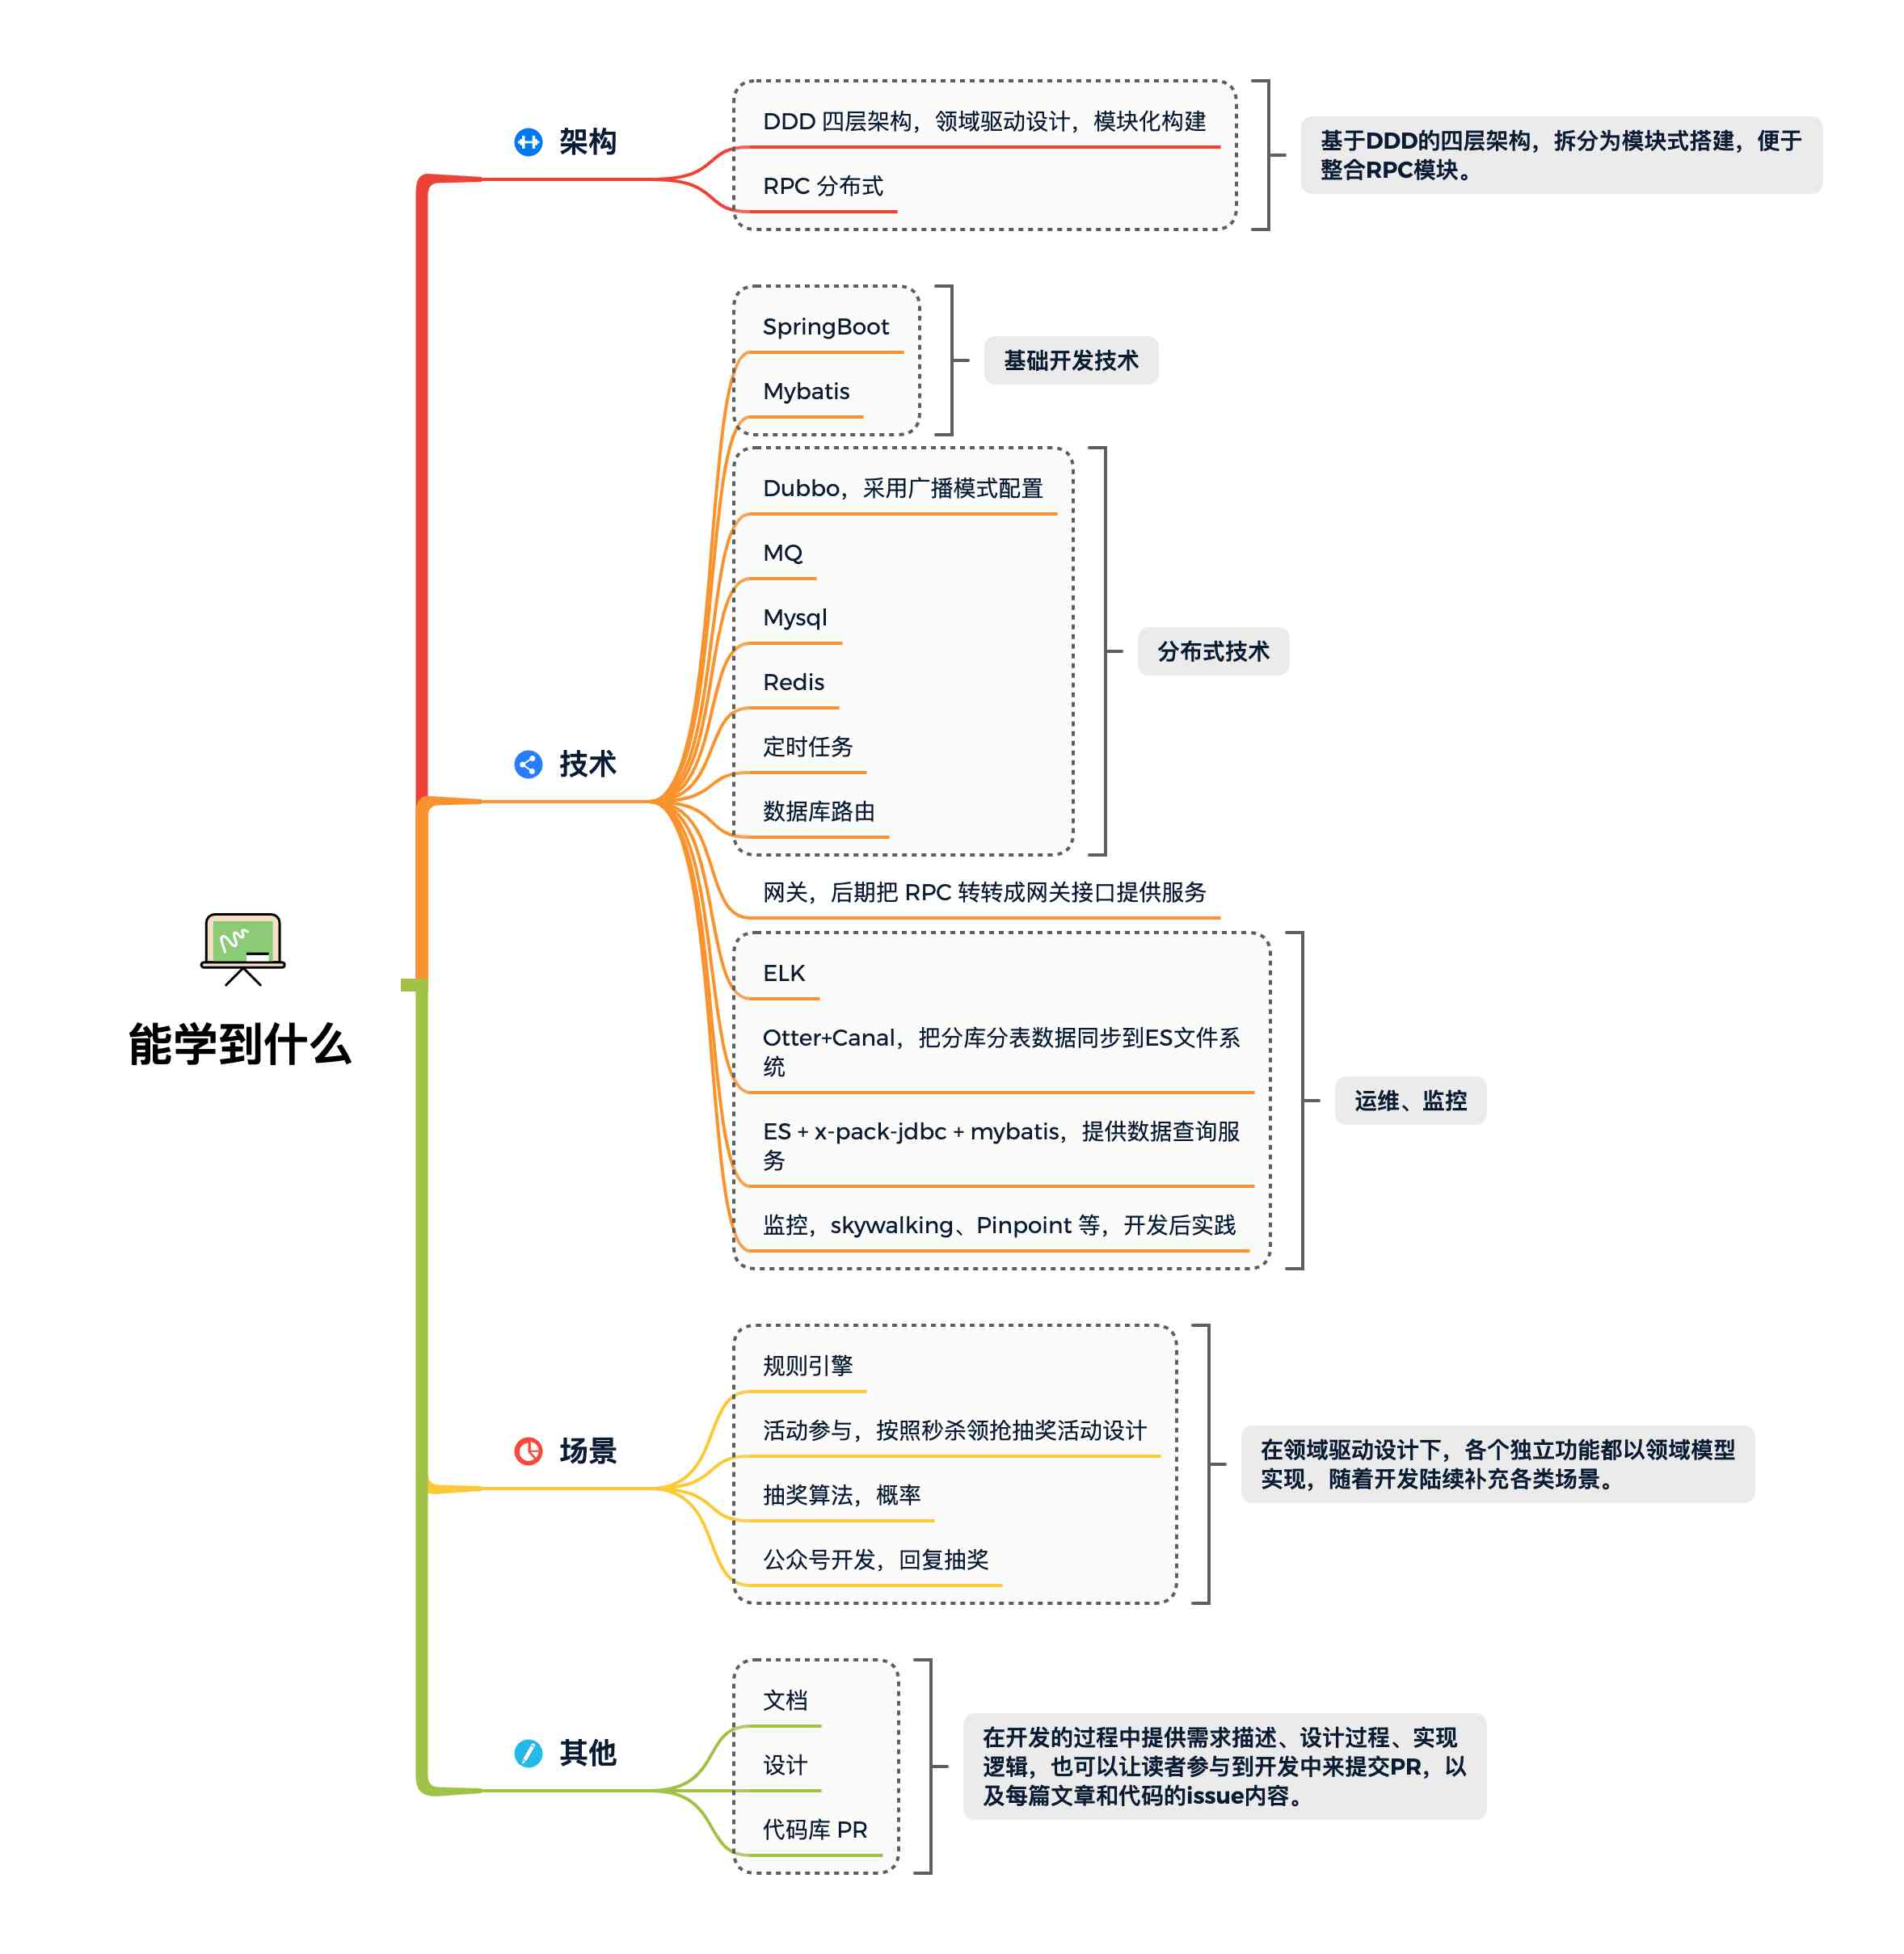 能学到什么
架构
DDD 四层架构，领域驱动设计，模块化构建
RPC 分布式
基于DDD的四层架构，拆分为模块式搭建，便于
整合RPC模块。
技术
SpringBoot
Mybatis
基础开发技术
Dubbo，采用广播模式配置
MQ
Mysql
Redis
定时任务
数据库路由
分布式技术
网关，后期把 RPC 转转成网关接口提供服务
ELK
Otter+Canal，把分库分表数据同步到ES文件系
统
ES + x-pack-jdbc + mybatis，提供数据查询服
务
监控，skywalking、Pinpoint 等，开发后实践
运维、监控
场景
规则引擎
活动参与，按照秒杀领抢抽奖活动设计
抽奖算法，概率
公众号开发，回复抽奖
在领域驱动设计下，各个独立功能都以领域模型
实现，随着开发陆续补充各类场景。
其他
文档
设计
代码库 PR
在开发的过程中提供需求描述、设计过程、实现
逻辑，也可以让读者参与到开发中来提交PR，以
及每篇文章和代码的issue内容。